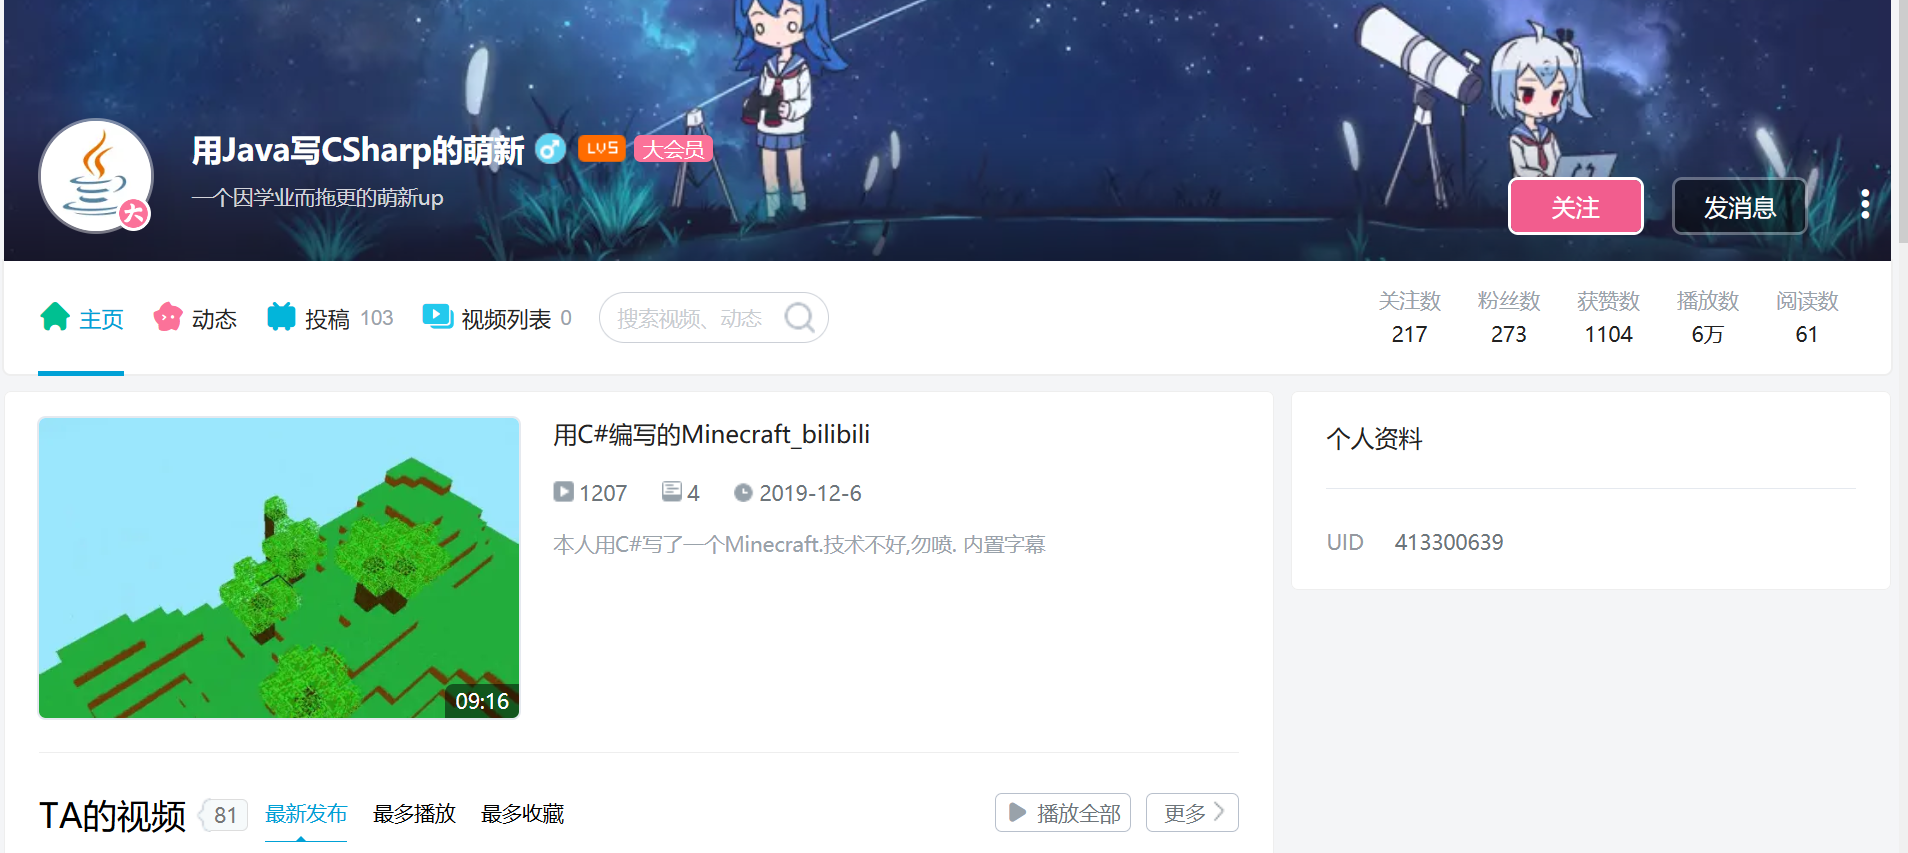 用Java写CSharp的萌新 LV5 大会员
大
一个因学业而拖更的萌新up
关注 发消息
主页 动态 投稿 103 视频列表 0 搜索视频、动态
关注数 粉丝数 获赞数 播放数 阅读数
217 273 1104 6万 61
用C#编写的Minecraft_bilibili
1207 4 2019-12-6
本人用C#写了一个Minecraft.技术不好,勿喷. 内置字幕
09:16
个人资料
UID 413300639
TA的视频 81 最新发布 最多播放 最多收藏 播放全部 更多